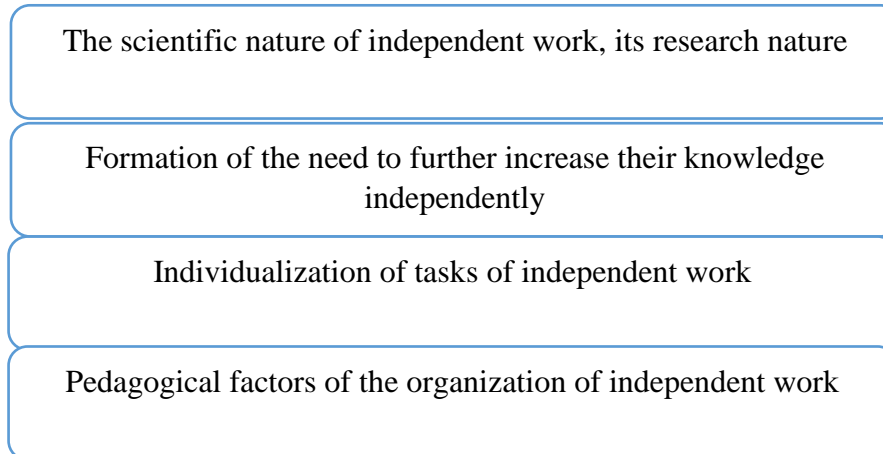 The scientific nature of independent work, its research nature
Formation of the need to further increase their knowledge
independently
Individualization of tasks of independent work
Pedagogical factors of the organization of independent work